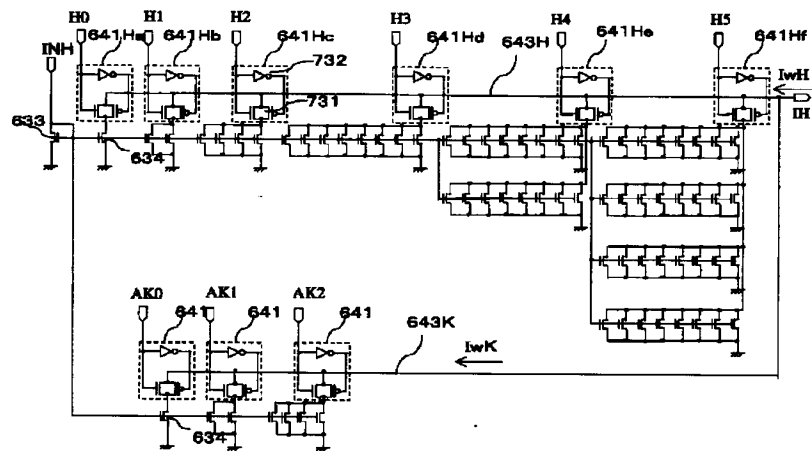 H0 H1 H2 H3 H4 H5
INH 641Ha 641Hb 641Hc 732 641Hd 643H 641He 641Hf
IwH
731 IH
633
634
AK0 AK1 AK2
641 641 641 643K
IwK
634